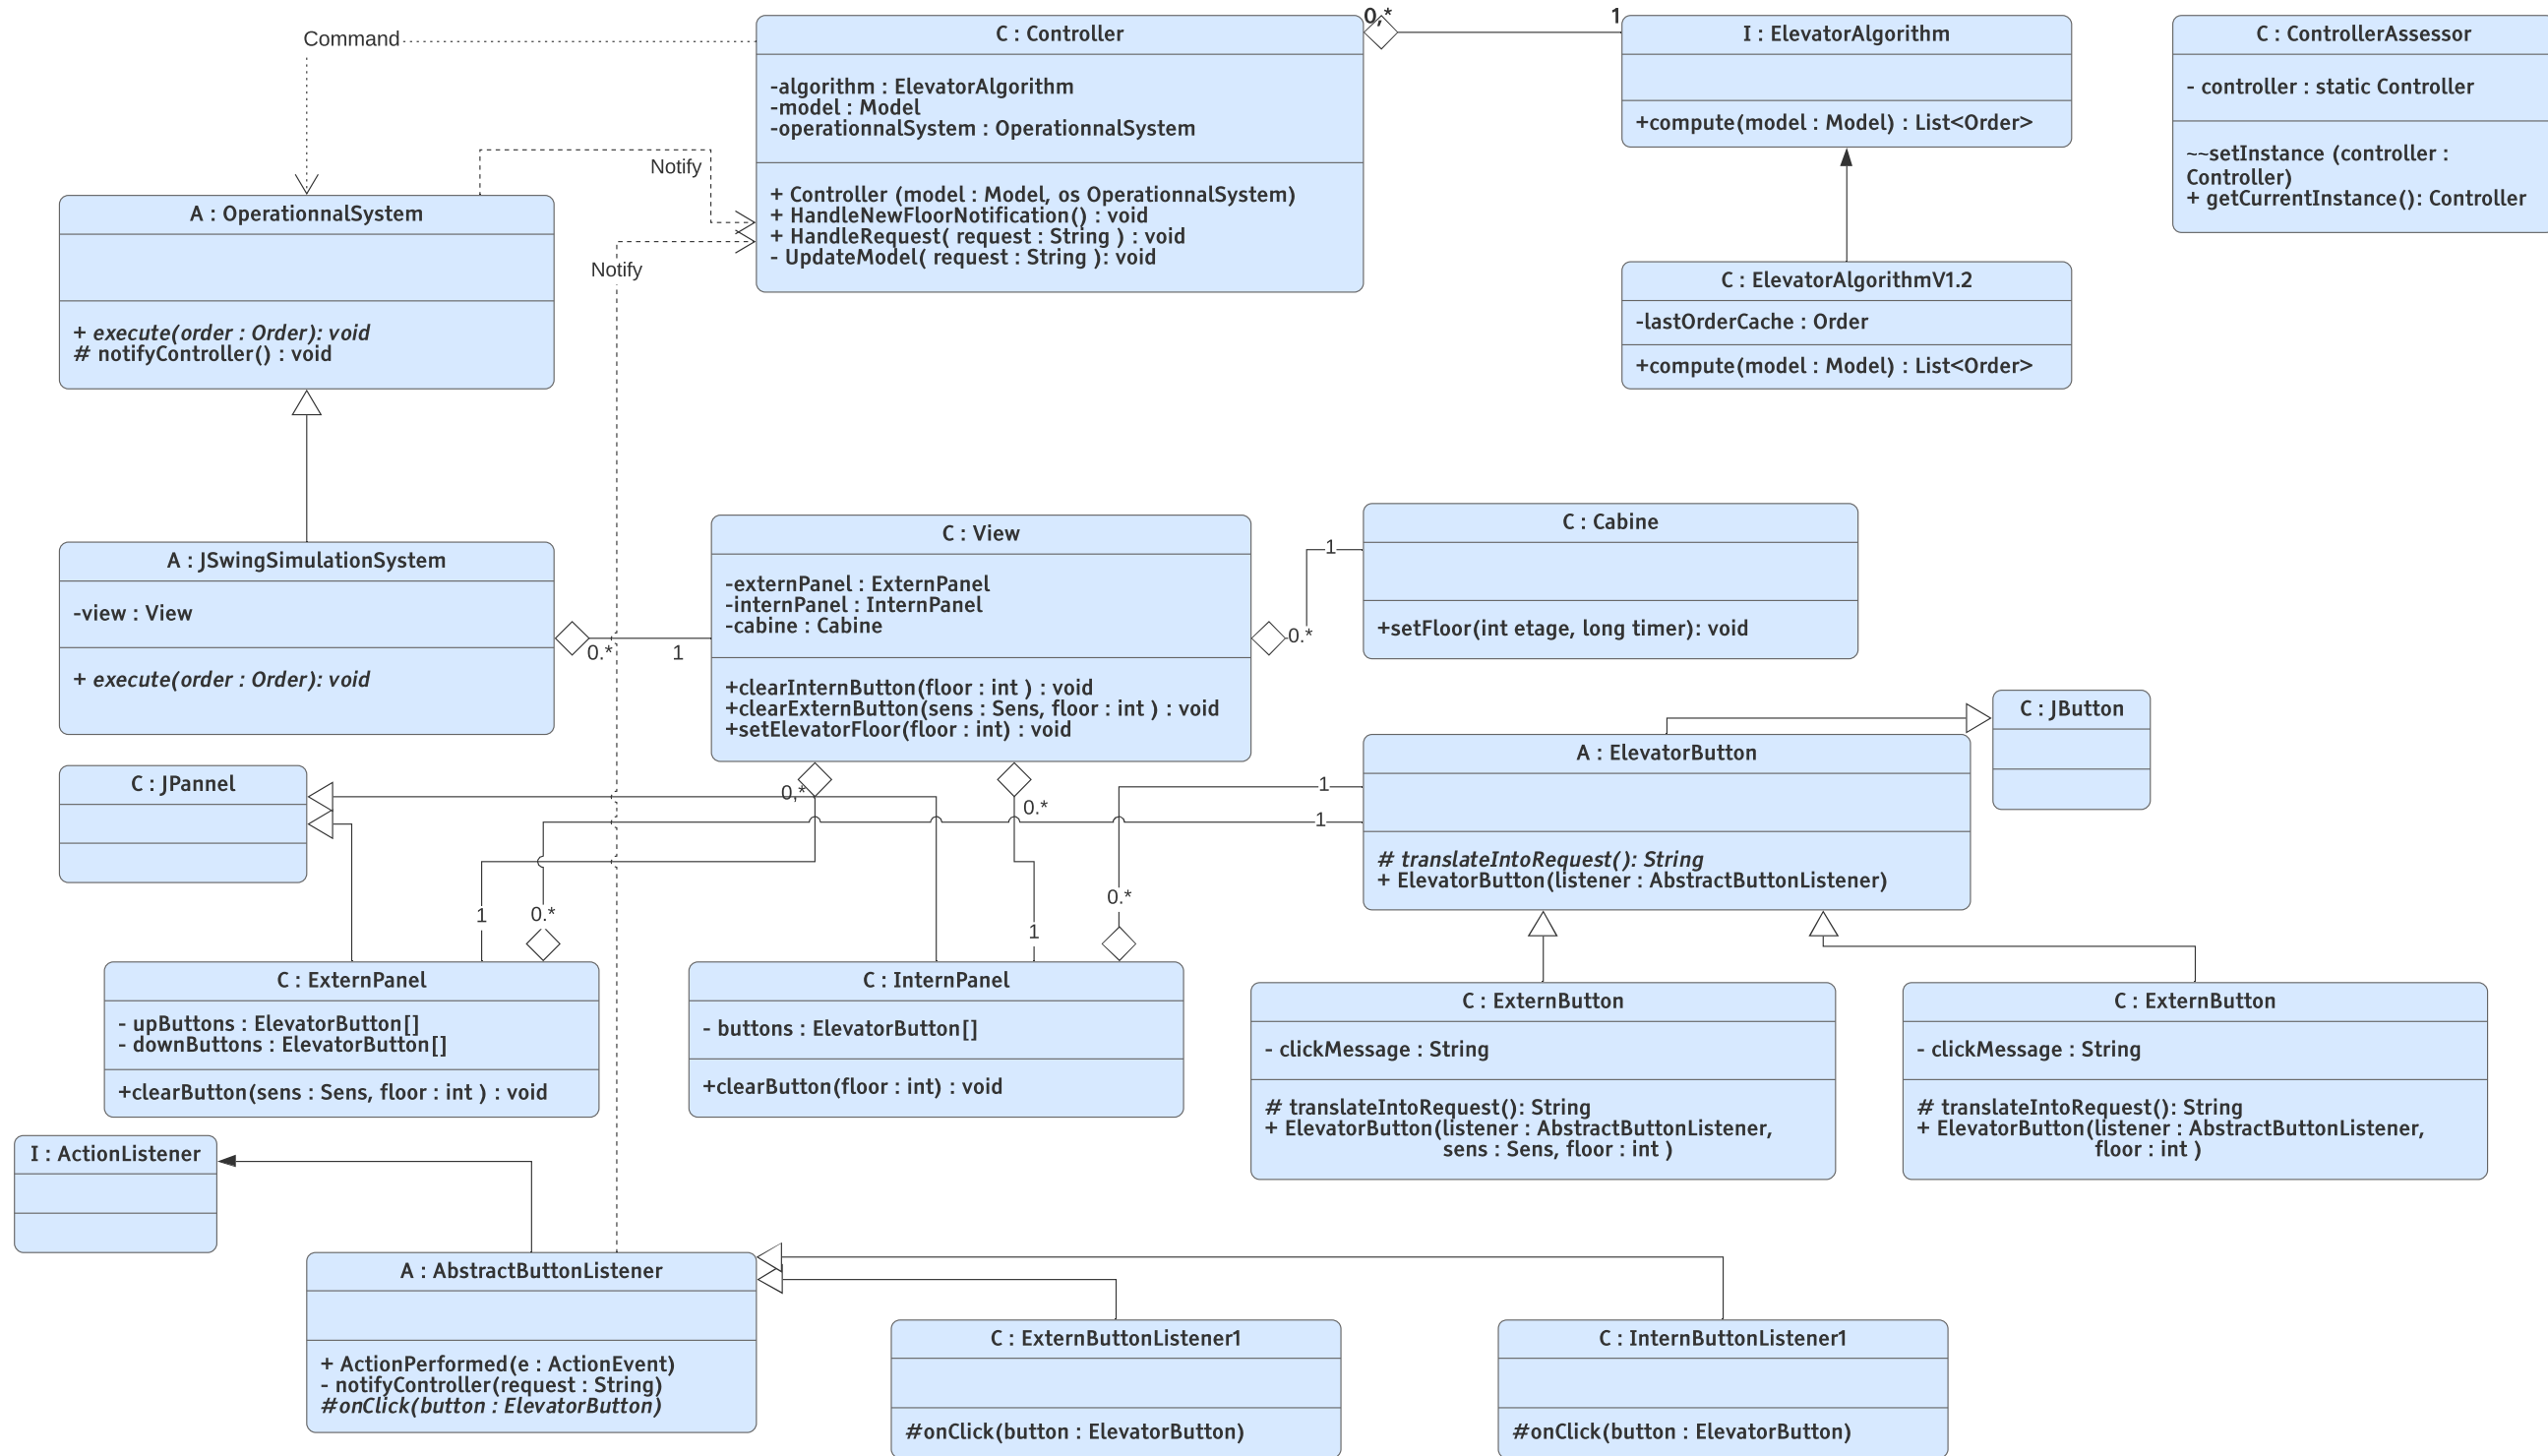 Command
C : Controller
-algorithm : ElevatorAlgorithm
-model : Model
-operationnalSystem : OperationnalSystem
+ Controller (model : Model, os OperationnalSystem)
+ HandleNewFloorNotification() : void
+ HandleRequest( request : String ) : void
- UpdateModel( request : String ): void
0,*
1
I : ElevatorAlgorithm
+compute(model : Model) : List<Order>
C : ControllerAssessor
- controller : static Controller
~~setInstance (controller :
Controller)
+ getCurrentInstance(): Controller
Notify
Notify
A : OperationnalSystem
+ execute(order : Order): void
# notifyController() : void
C : ElevatorAlgorithmV1.2
-lastOrderCache : Order
+compute(model : Model) : List<Order>
A : JSwingSimulationSystem
-view : View
+ execute(order : Order): void
0.*
1
C : View
-externPanel : ExternPanel
-internPanel : InternPanel
-cabine : Cabine
+clearInternButton(floor : int ) : void
+clearExternButton(sens : Sens, floor : int ) : void
+setElevatorFloor(floor : int) : void
1
0.*
C : Cabine
+setFloor(int etage, long timer): void
C : JButton
C : JPannel
0,*
0.*
1
1
A : ElevatorButton
# translateIntoRequest(): String
+ ElevatorButton(listener : AbstractButtonListener)
1
0.*
1
0.*
C : ExternPanel
- upButtons : ElevatorButton[]
- downButtons : ElevatorButton[]
+clearButton(sens : Sens, floor : int ) : void
C : InternPanel
- buttons : ElevatorButton[]
+clearButton(floor : int) : void
C : ExternButton
- clickMessage : String
# translateIntoRequest(): String
+ ElevatorButton(listener : AbstractButtonListener,
sens : Sens, floor : int )
C : ExternButton
- clickMessage : String
# translateIntoRequest(): String
+ ElevatorButton(listener : AbstractButtonListener,
floor : int )
I : ActionListener
A : AbstractButtonListener
+ ActionPerformed(e : ActionEvent)
- notifyController(request : String)
#onClick(button : ElevatorButton)
C : ExternButtonListener1
#onClick(button : ElevatorButton)
C : InternButtonListener1
#onClick(button : ElevatorButton)